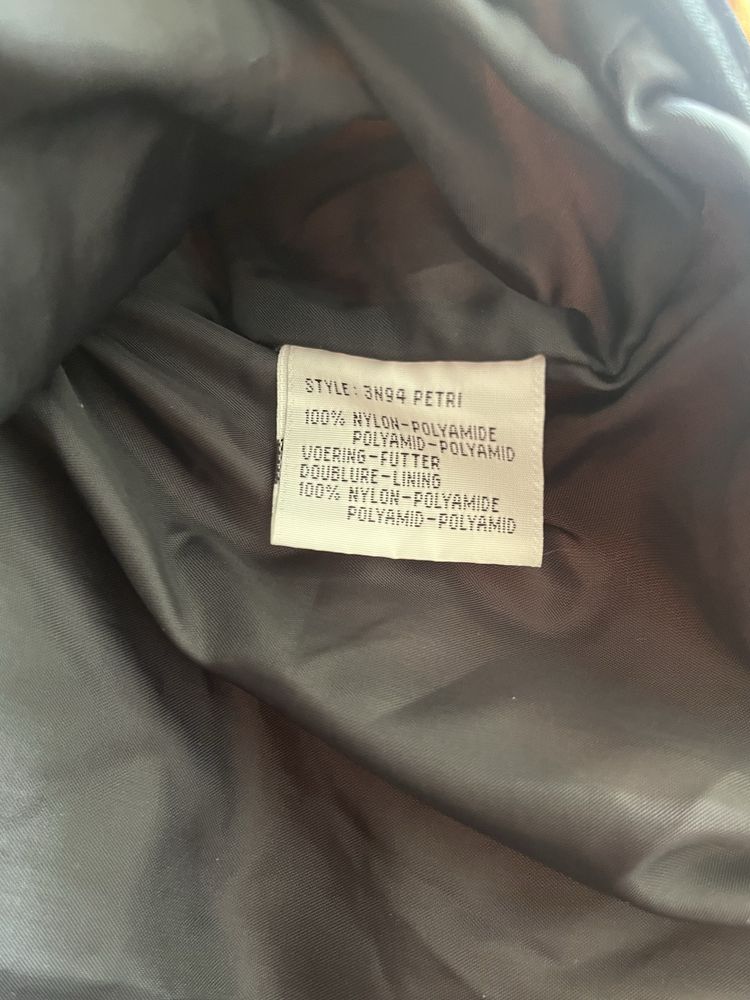 STYLE: 3N94 PETRI
100% NYLON-POLYAMIDE
POLYAMID-POLYAMID
VOERING-FUTTER
DOUBLURE-LINING
100% NYLON-POLYAMIDE
POLYAMID-POLYAMID